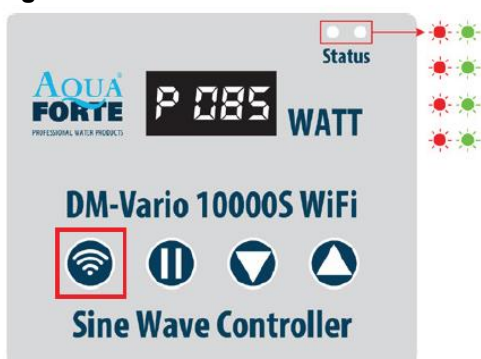 Status
AQUA
FORTE
PROFESSIONAL WATER PRODUCTS
P 085
WATT
DM-Vario 10000S WiFi
Sine Wave Controller